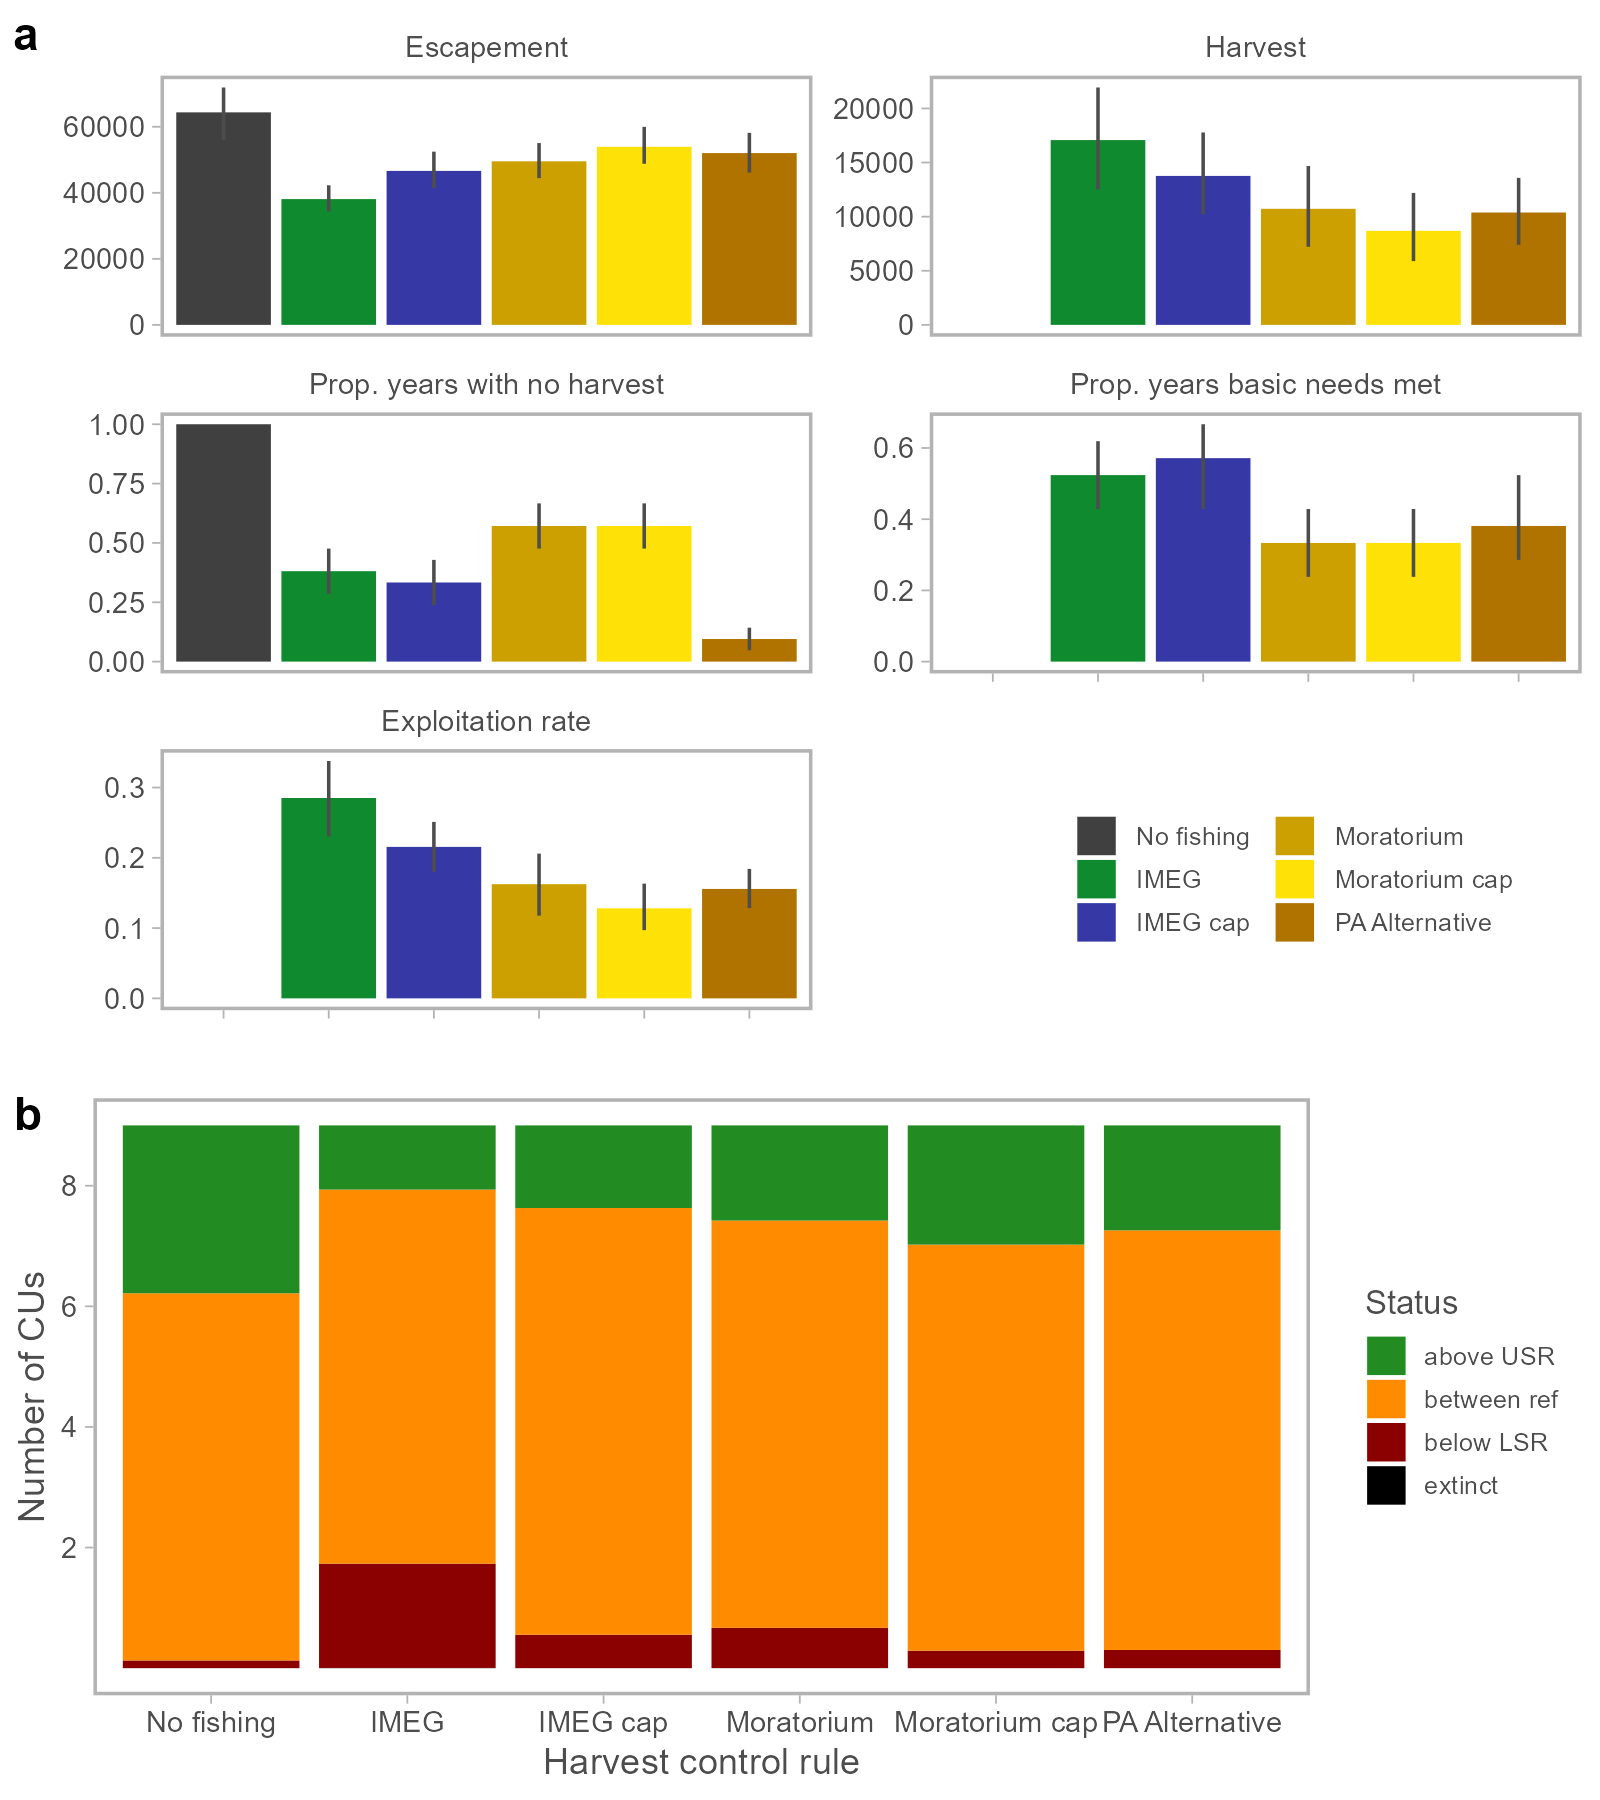 a
Escapement
60000
40000
20000
0
Harvest
20000
15000
10000
5000
0
Prop. years with no harvest
1.00
0.75
0.50
0.25
0.00
Prop. years basic needs met
0.6
0.4
0.2
0.0
Exploitation rate
0.3
0.2
0.1
0.0
No fishing
IMEG
IMEG cap
Moratorium
Moratorium cap
PA Alternative
b
Number of CUs
8
6
4
2
No fishing
IMEG
IMEG cap
Moratorium
Moratorium cap
PA Alternative
Harvest control rule
Status
above USR
between ref
below LSR
extinct